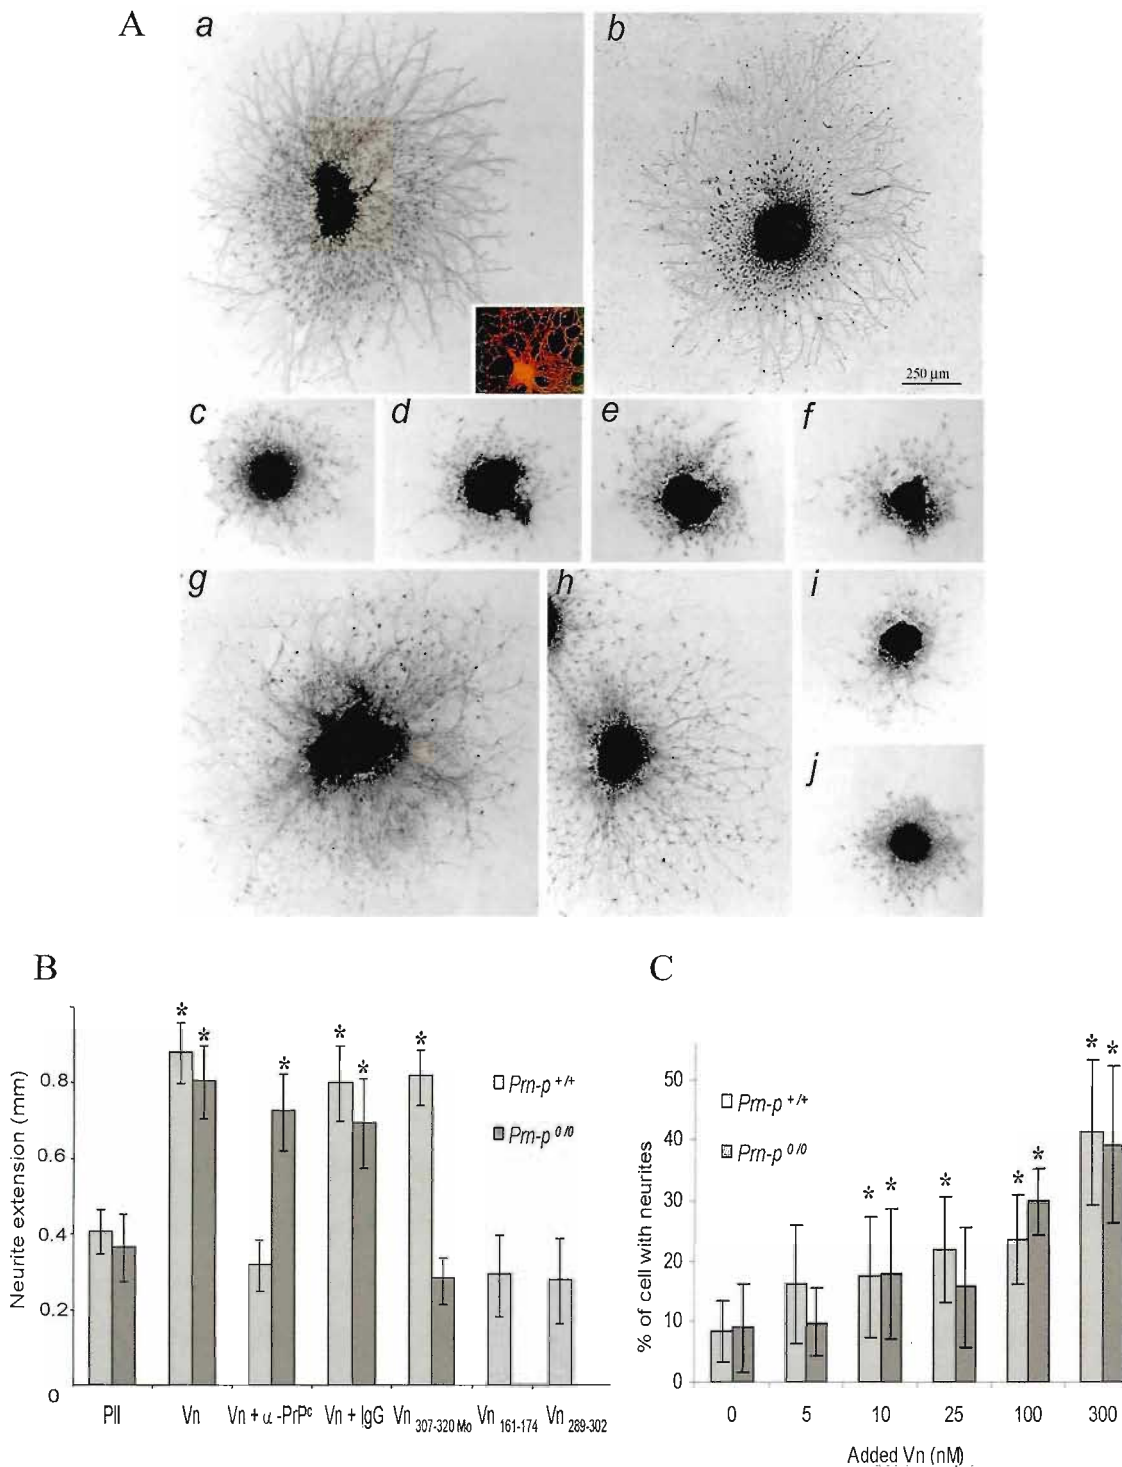 A
a
b
250 µm
c
d
e
f
g
h
i
j
B
C
Neurite extension (mm)
0.8
0.6
0.4
0.2
0
* * * * * *
Prn-p +/+
Prn-p 0/0
Pll Vn Vn + α -PrPc Vn + IgG Vn 307-320 Mo Vn 161-174 Vn 289-302
% of cell with neurites
50
40
30
20
10
0
* * * * * * *
Prn-p +/+
Prn-p 0/0
0 5 10 25 100 300
Added Vn (nM)